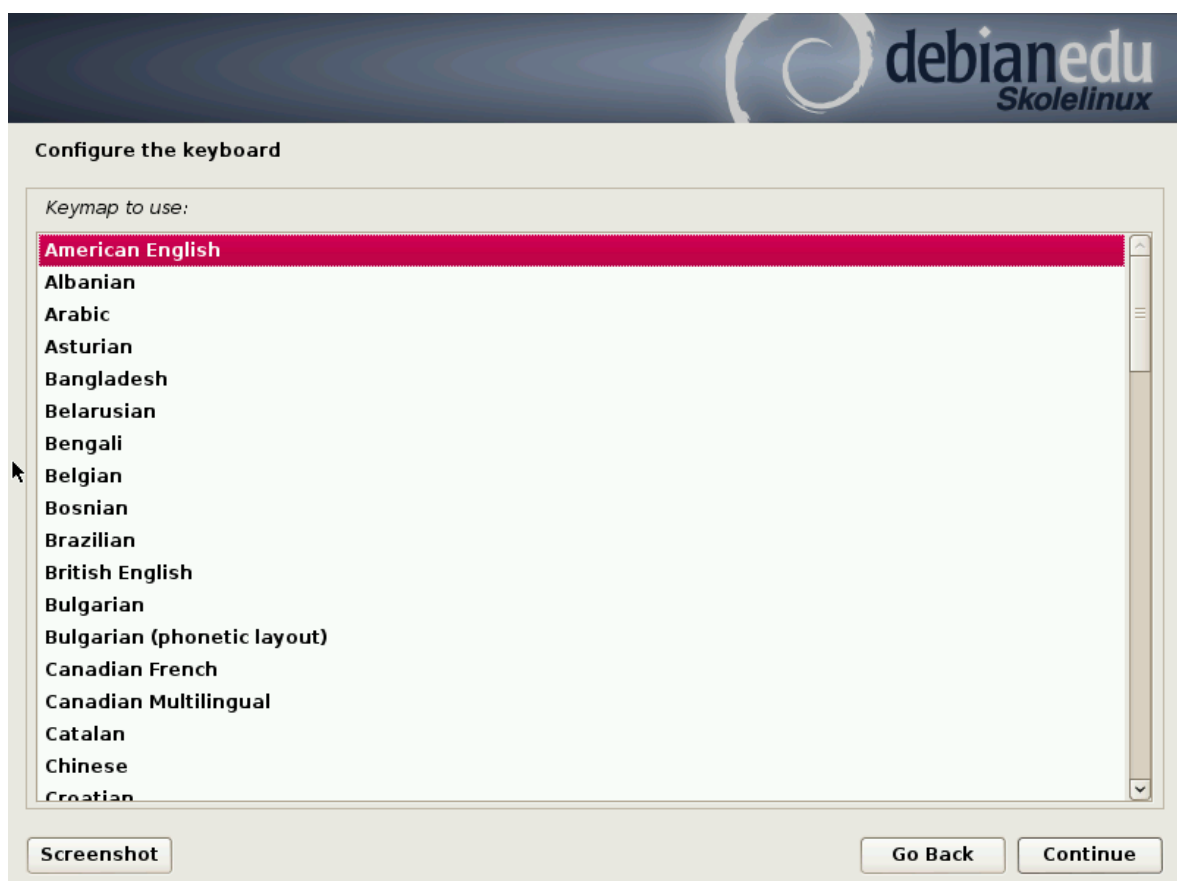 debianedu
Skolelinux
Configure the keyboard
Keymap to use:
American English
Albanian
Arabic
Asturian
Bangladesh
Belarusian
Bengali
Belgian
Bosnian
Brazilian
British English
Bulgarian
Bulgarian (phonetic layout)
Canadian French
Canadian Multilingual
Catalan
Chinese
Croatian
Screenshot
Go Back
Continue